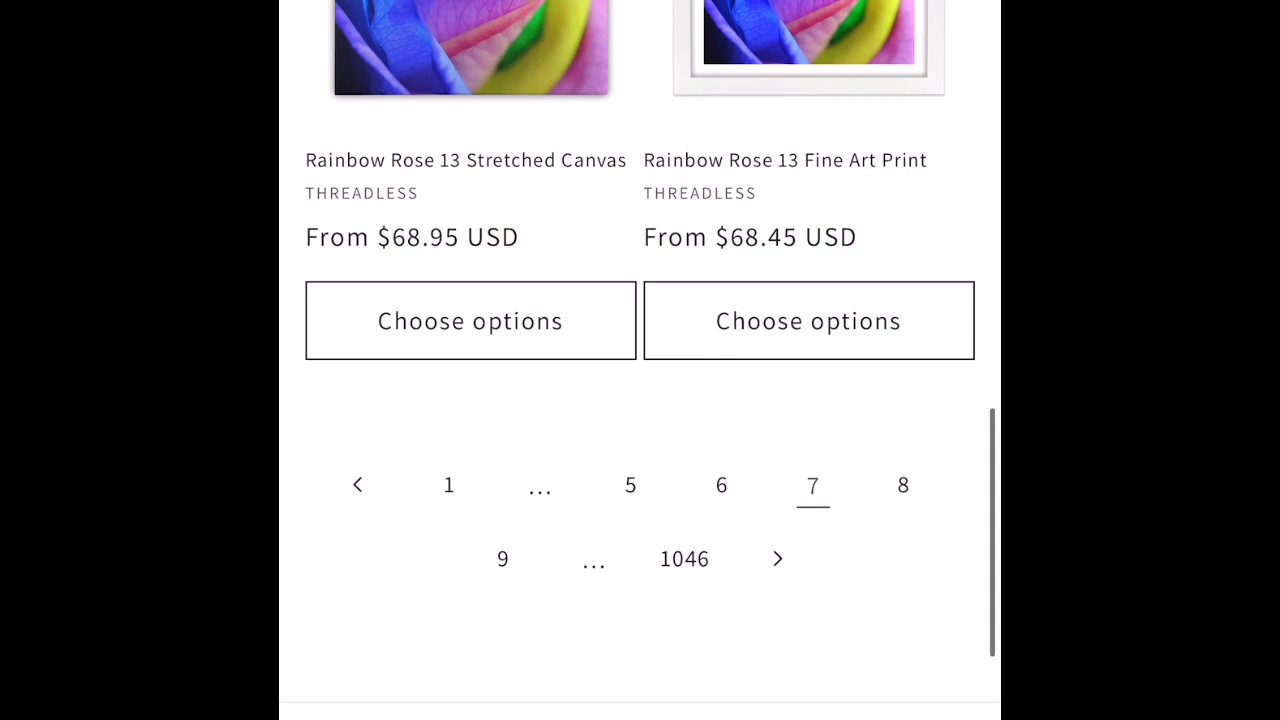 Rainbow Rose 13 Stretched Canvas
THREADLESS
From $68.95 USD
Choose options
Rainbow Rose 13 Fine Art Print
THREADLESS
From $68.45 USD
Choose options
1 ... 5 6 7 8
9 ... 1046